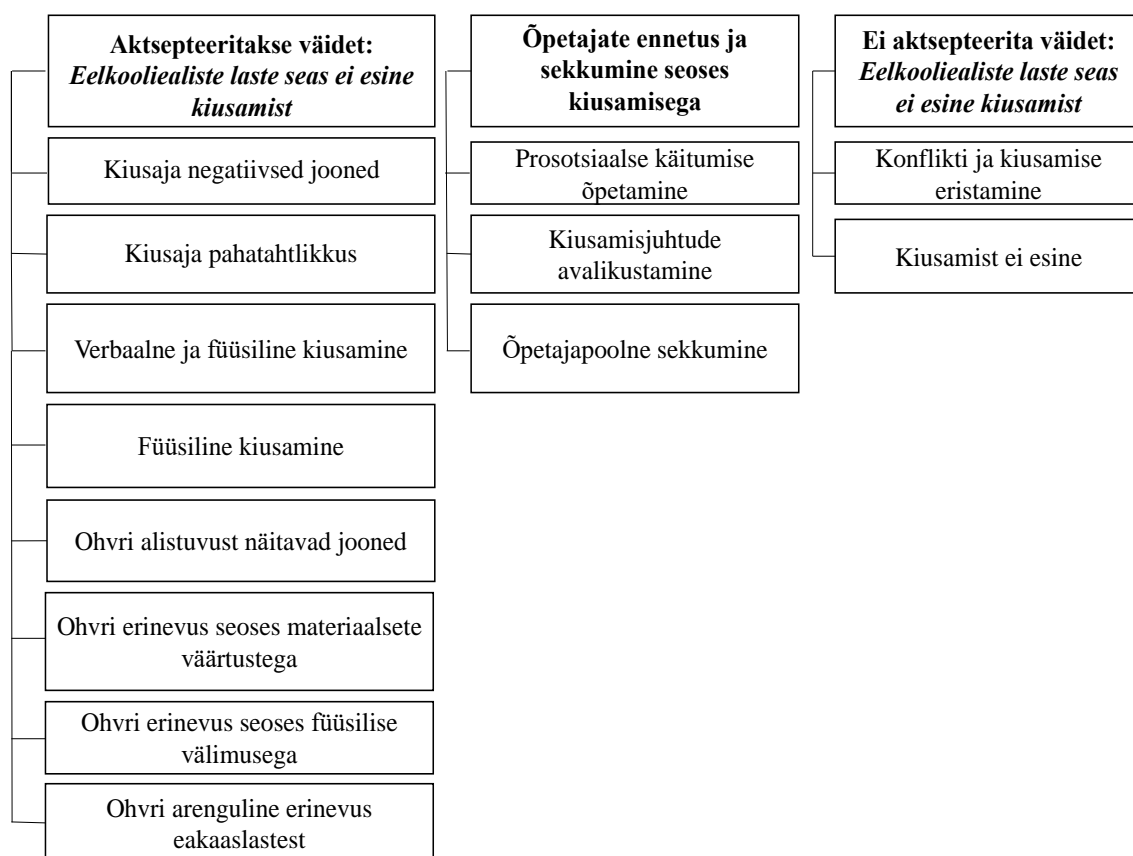 Aktsepteeritakse väidet:
Eelkooliealiste laste seas ei esine
kiusamist
Kiusaja negatiivsed jooned
Kiusaja pahatahtlikkus
Verbaalne ja füüsiline kiusamine
Füüsiline kiusamine
Ohvri alistuvust näitavad jooned
Ohvri erinevus seoses materiaalsete
väärtustega
Ohvri erinevus seoses füüsilise
välimusega
Ohvri arenguline erinevus
eakaaslastest
Õpetajate ennetus ja
sekkumine seoses
kiusamisega
Prosotsiaalse käitumise
õpetamine
Kiusamisjuhtude
avalikustamine
Õpetajapoolne sekkumine
Ei aktsepteerita väidet:
Eelkooliealiste laste seas
ei esine kiusamist
Konflikti ja kiusamise
eristamine
Kiusamist ei esine